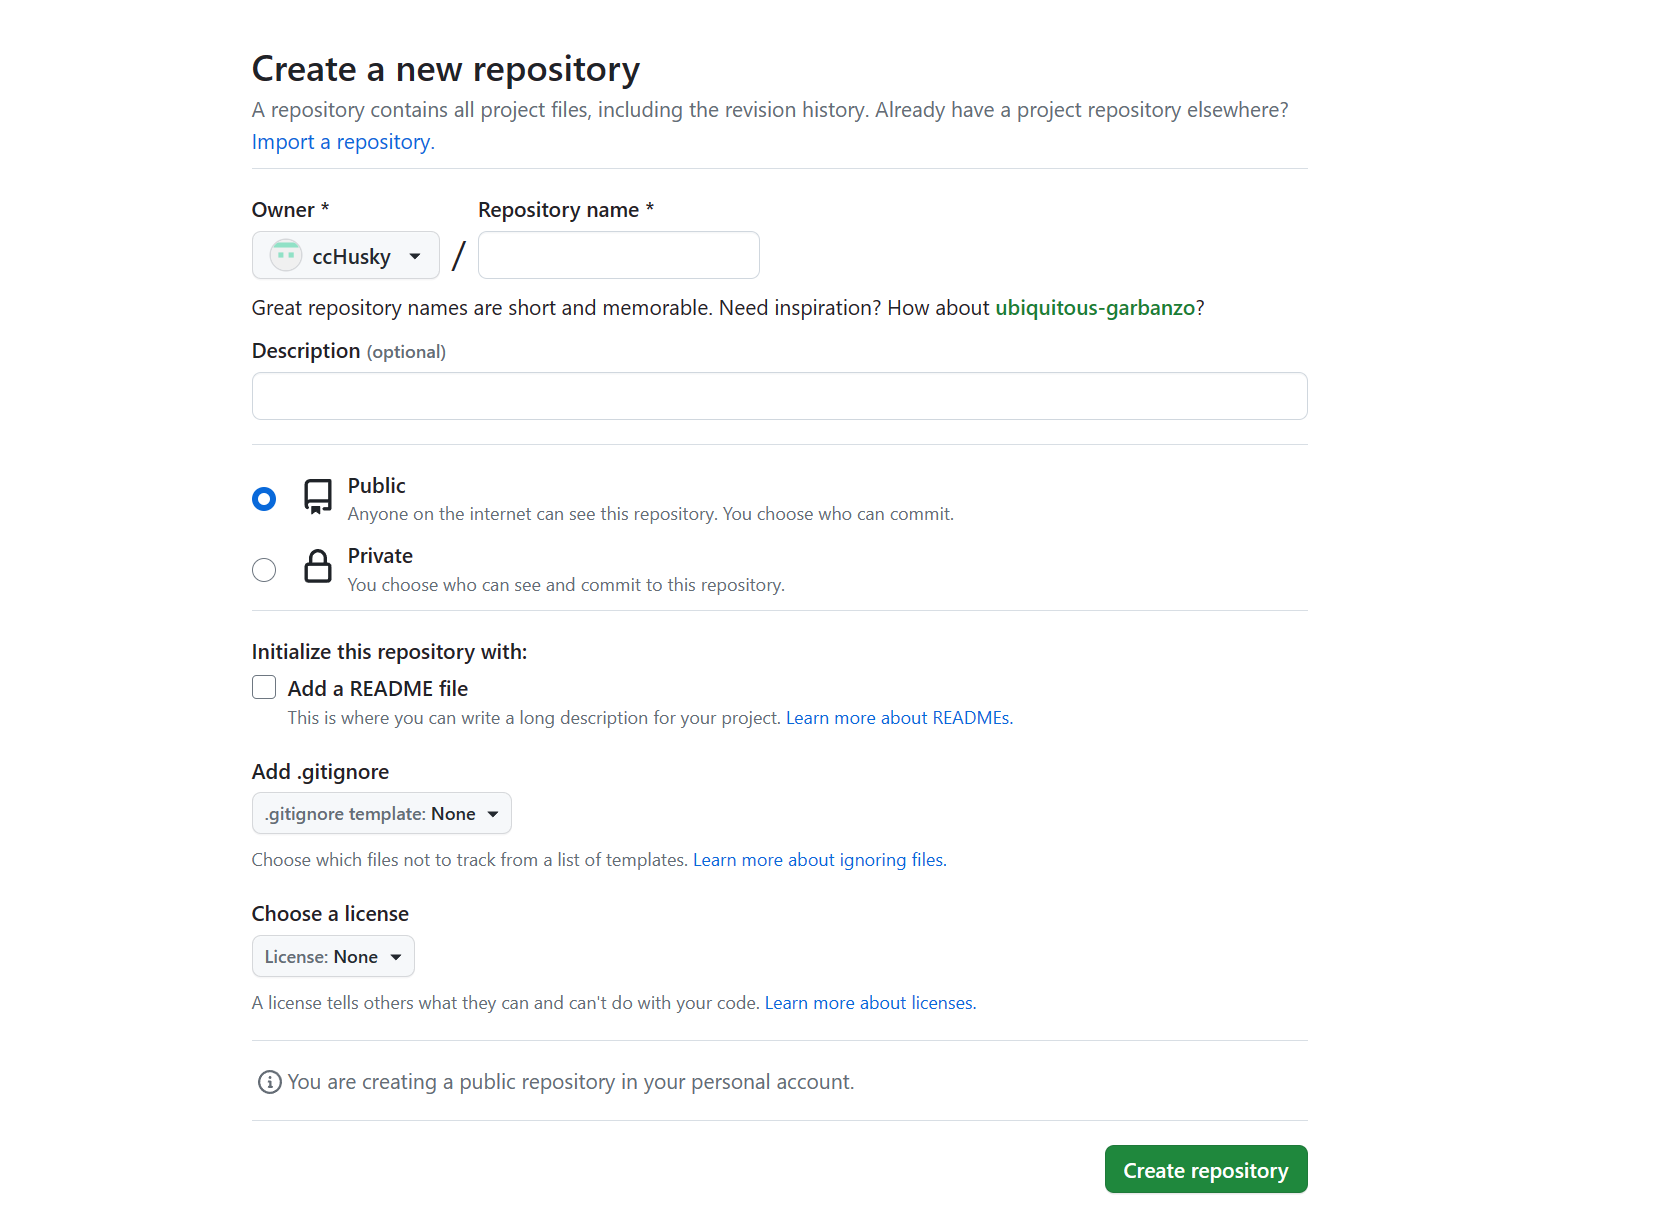 Create a new repository
A repository contains all project files, including the revision history. Already have a project repository elsewhere?
Import a repository.
Owner *
Repository name *
ccHusky
/
Great repository names are short and memorable. Need inspiration? How about ubiquitous-garbanzo?
Description (optional)
Public
Anyone on the internet can see this repository. You choose who can commit.
Private
You choose who can see and commit to this repository.
Initialize this repository with:
Add a README file
This is where you can write a long description for your project. Learn more about READMEs.
Add .gitignore
.gitignore template: None
Choose which files not to track from a list of templates. Learn more about ignoring files.
Choose a license
License: None
A license tells others what they can and can't do with your code. Learn more about licenses.
You are creating a public repository in your personal account.
Create repository